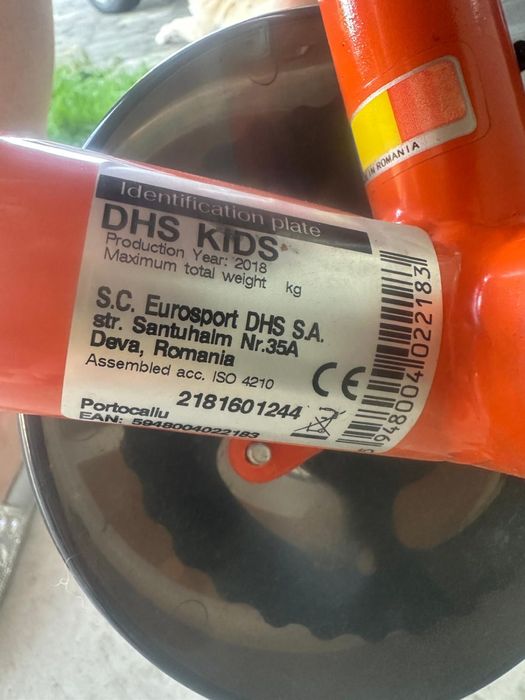 Identification plate
DHS KIDS
Production Year: 2018
Maximum total weight kg
S.C. Eurosport DHS S.A.
str. Santuhalm Nr.35A
Deva, Romania
Assembled acc. ISO 4210
CE
2181601244
Portocaliu
EAN: 5948004022183
5948004022183
IN ROMANIA